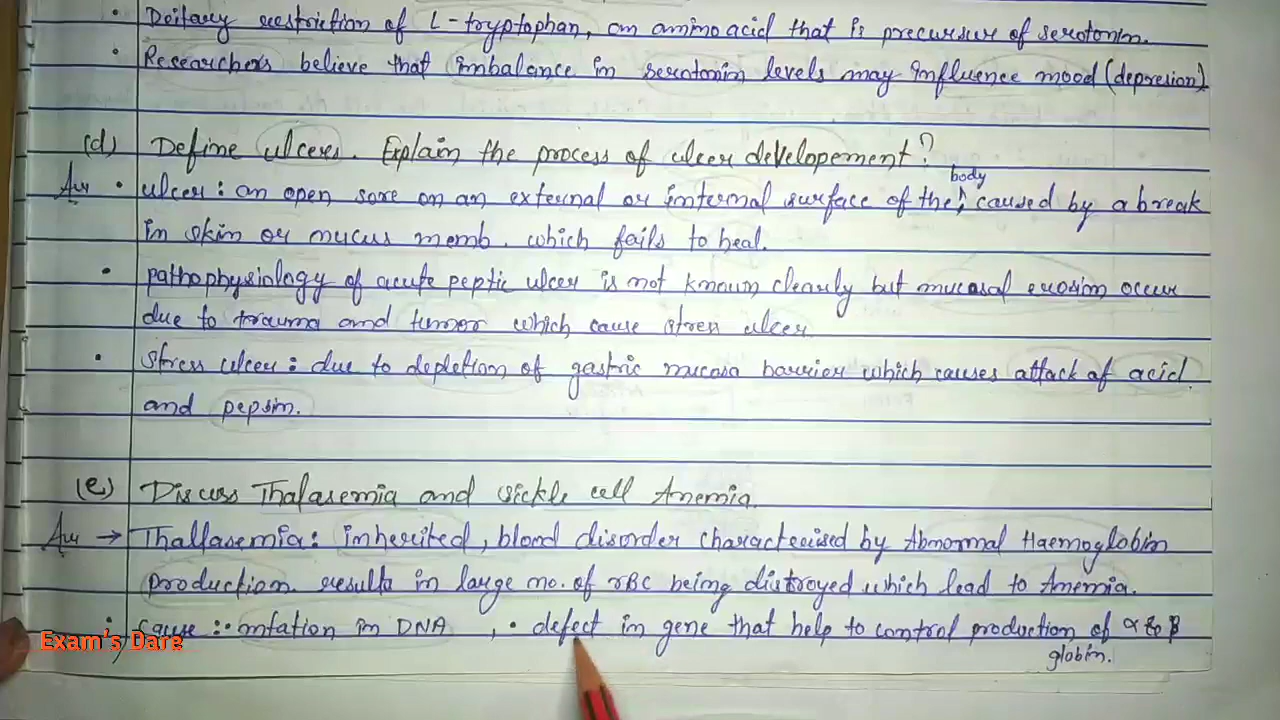 • Deitary restriction of L-tryptophan, an amino acid that is precursur of serotonin.
• Researchers believe that imbalance in serotonin levels may influence mood (depresion)
(d) Define ulcers. Explain the process of ulcer developement?
body
Ans • ulcer: an open sore on an external or internal surface of the, caused by a break
in skin or mucus memb. which fails to heal.
• pathophysiology of acute peptic ulcer is not known clearly but mucosal erosion occur
due to trauma and tumor which cause stress ulcer
• stress ulcer: due to depletion of gastric mucosa barrier which causes attack of acid
and pepsin.
(e) Discuss Thalasemia and sickle cell Anemia.
Ans → Thallasemia: inherited, blood disorder characterised by Abnormal Haemoglobin
production results in large no. of rBC being distroyed which lead to Anemia.
• cause :• mtation in DNA , • defect in gene that help to control production of α & β
globin.
Exam's Dare